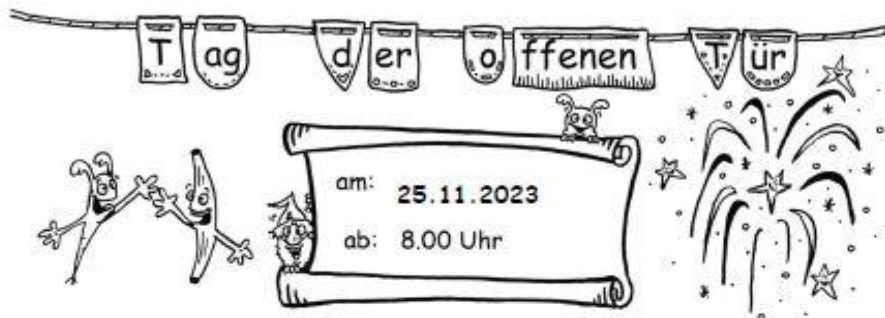 Tag der offenen Tür
am: 25.11.2023
ab: 8.00 Uhr